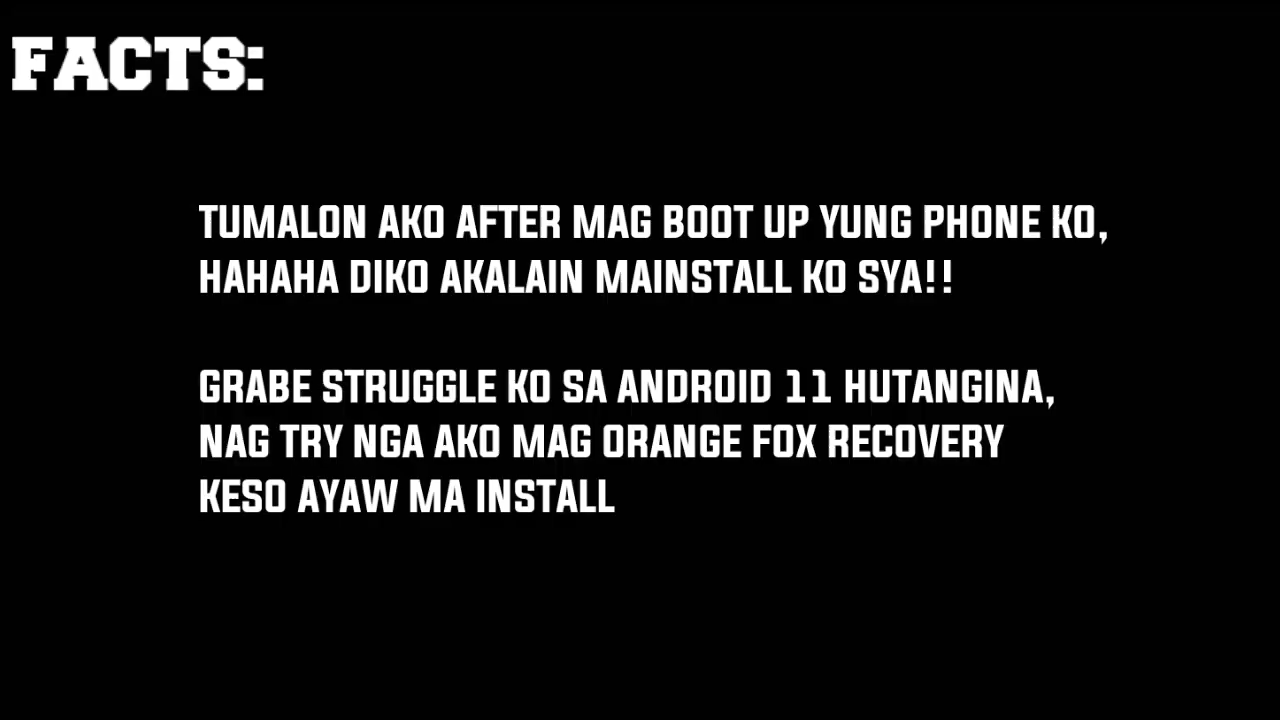 FACTS:
TUMALON AKO AFTER MAG BOOT UP YUNG PHONE KO,
HAHAHA DIKO AKALAIN MAINSTALL KO SYA!!
GRABE STRUGGLE KO SA ANDROID 11 HUTANGINA,
NAG TRY NGA AKO MAG ORANGE FOX RECOVERY
KESO AYAW MA INSTALL